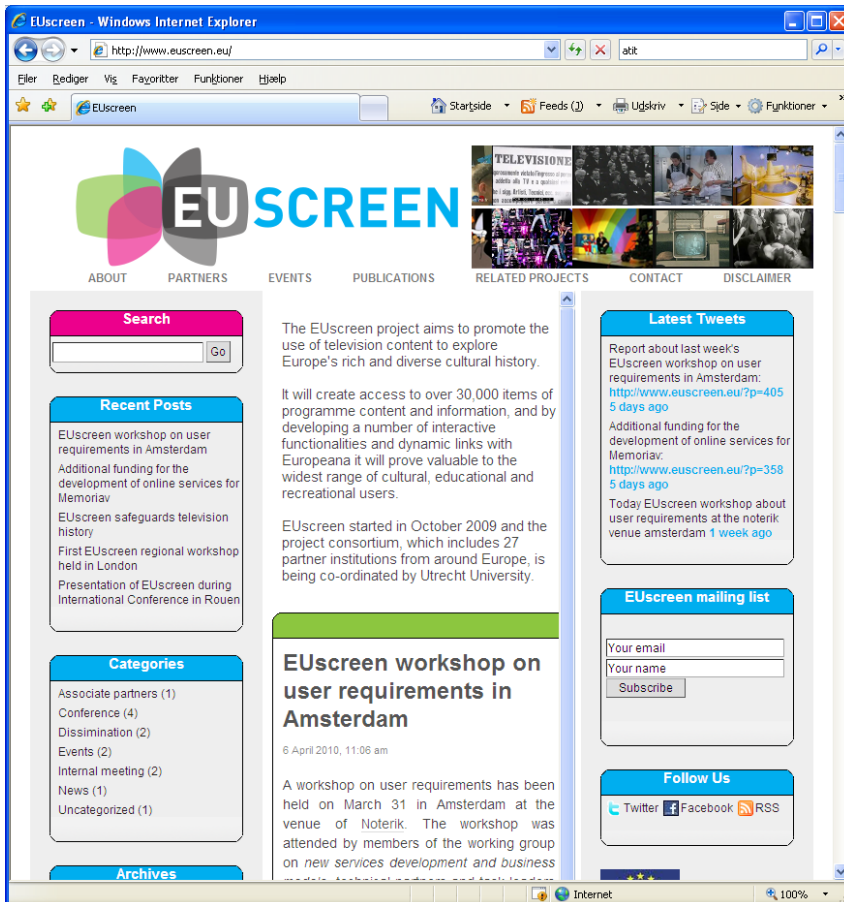 EUscreen - Windows Internet Explorer
http://www.euscreen.eu/
atit
Filer Rediger Vis Favoritter Funktioner Hjælp
EUscreen
Startside
Feeds (J)
Udskriv
Side
Funktioner
»
TELEVISIONE
EUSCREEN
ABOUT PARTNERS EVENTS PUBLICATIONS RELATED PROJECTS CONTACT DISCLAIMER
Search
Go
Recent Posts
EUscreen workshop on user
requirements in Amsterdam
Additional funding for the
development of online services for
Memoriav
EUscreen safeguards television
history
First EUscreen regional workshop
held in London
Presentation of EUscreen during
International Conference in Rouen
Categories
Associate partners (1)
Conference (4)
Dissimination (2)
Events (2)
Internal meeting (2)
News (1)
Uncategorized (1)
Archives
The EUscreen project aims to promote the
use of television content to explore
Europe's rich and diverse cultural history.
It will create access to over 30,000 items of
programme content and information, and by
developing a number of interactive
functionalities and dynamic links with
Europeana it will prove valuable to the
widest range of cultural, educational and
recreational users.
EUscreen started in October 2009 and the
project consortium, which includes 27
partner institutions from around Europe, is
being co-ordinated by Utrecht University.
EUscreen workshop on
user requirements in
Amsterdam
6 April 2010, 11:06 am
A workshop on user requirements has been
held on March 31 in Amsterdam at the
venue of Noterik. The workshop was
attended by members of the working group
on new services development and business
models, technical partners and task leaders
Latest Tweets
Report about last week's
EUscreen workshop on user
requirements in Amsterdam:
http://www.euscreen.eu/?p=405
5 days ago
Additional funding for the
development of online services for
Memoriav:
http://www.euscreen.eu/?p=358
5 days ago
Today EUscreen workshop about
user requirements at the noterik
venue amsterdam 1 week ago
EUscreen mailing list
Your email
Your name
Subscribe
Follow Us
Twitter Facebook RSS
Internet
100%